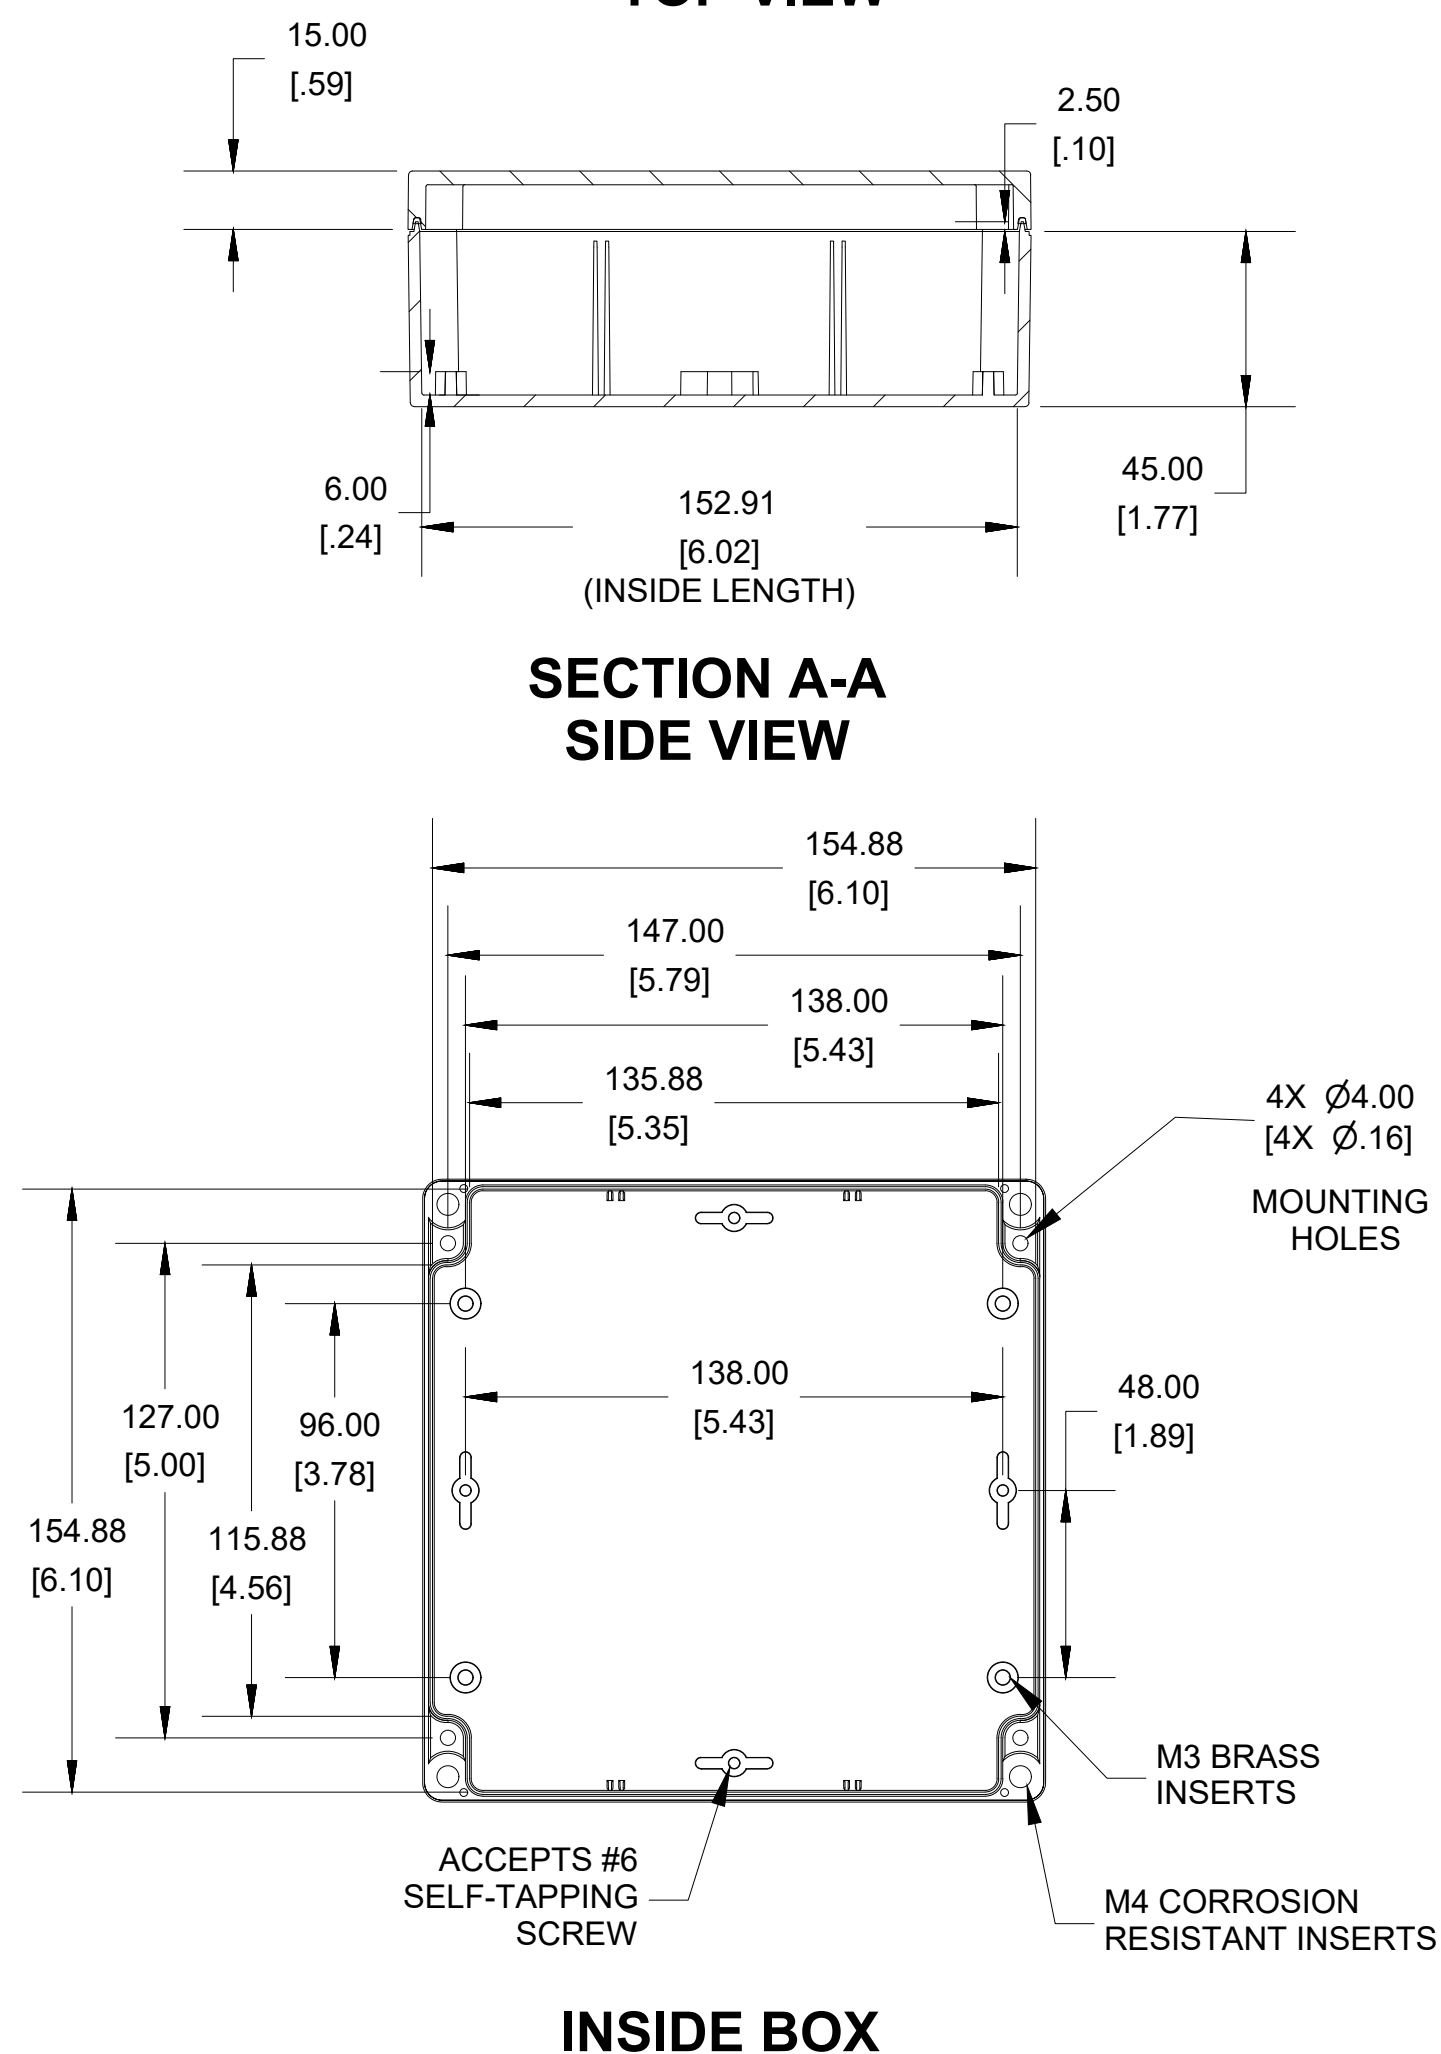 TOP VIEW
15.00
[.59]
2.50
[.10]
6.00
[.24]
152.91
[6.02]
(INSIDE LENGTH)
45.00
[1.77]
SECTION A-A
SIDE VIEW
154.88
[6.10]
147.00
[5.79]
138.00
[5.43]
135.88
[5.35]
4X Ø4.00
[4X Ø.16]
MOUNTING
HOLES
138.00
[5.43]
48.00
[1.89]
127.00
[5.00]
96.00
[3.78]
154.88
[6.10]
115.88
[4.56]
M3 BRASS
INSERTS
ACCEPTS #6
SELF-TAPPING
SCREW
M4 CORROSION
RESISTANT INSERTS
INSIDE BOX